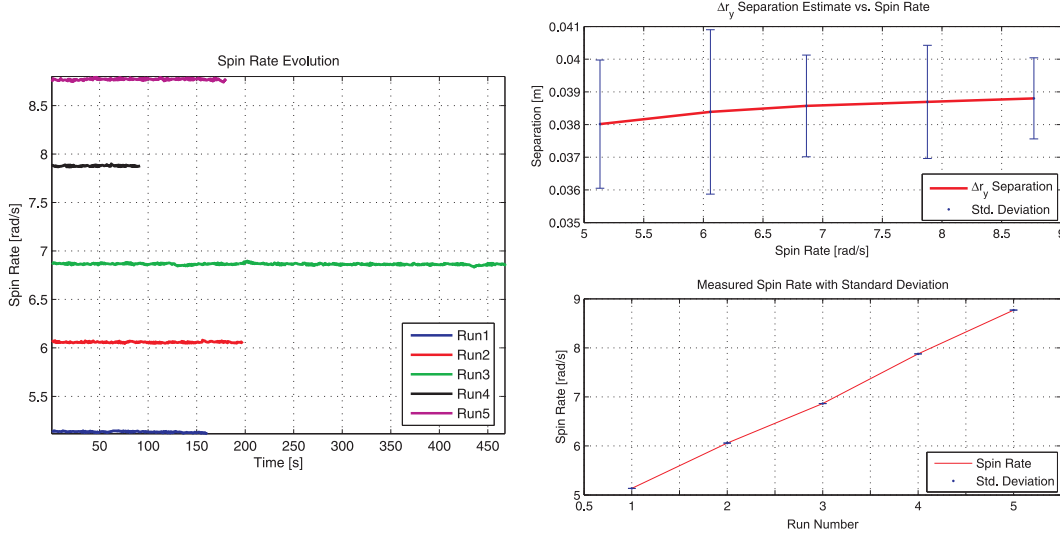 Spin Rate Evolution
Spin Rate [rad/s]
8.5
8
7.5
7
6.5
6
5.5
50 100 150 200 250 300 350 400 450
Time [s]
Run1
Run2
Run3
Run4
Run5
Δr_y Separation Estimate vs. Spin Rate
Separation [m]
0.041
0.04
0.039
0.038
0.037
0.036
0.035
5 5.5 6 6.5 7 7.5 8 8.5 9
Spin Rate [rad/s]
Δr_y Separation
Std. Deviation
Measured Spin Rate with Standard Deviation
Spin Rate [rad/s]
9
8
7
6
5
0.5 1 2 3 4 5
Run Number
Spin Rate
Std. Deviation